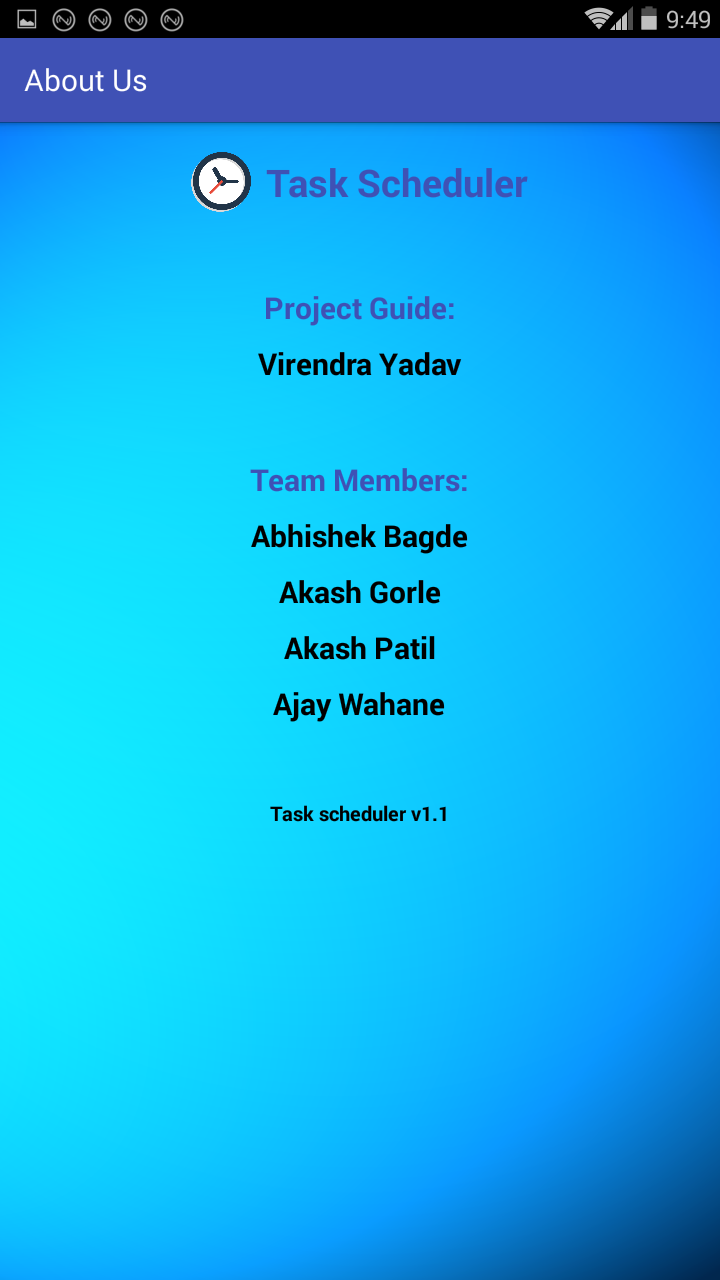 9:49
About Us
Task Scheduler
Project Guide:
Virendra Yadav
Team Members:
Abhishek Bagde
Akash Gorle
Akash Patil
Ajay Wahane
Task scheduler v1.1